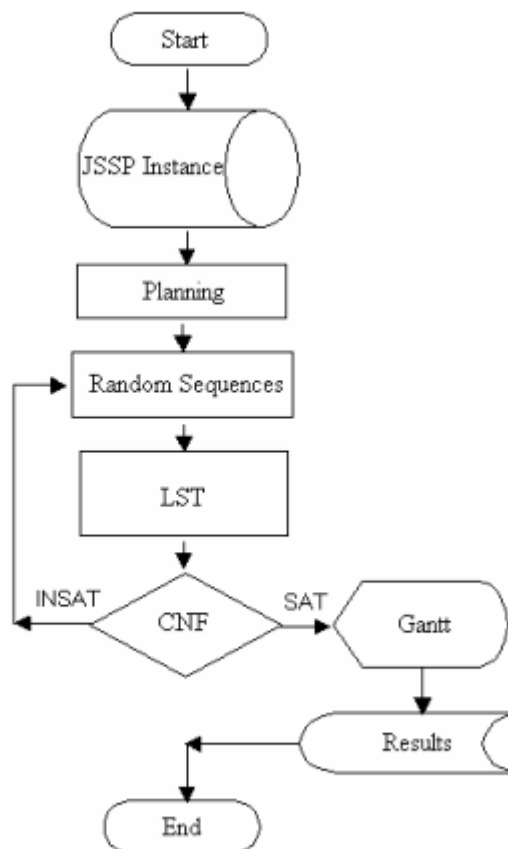 Start
JSSP Instance
Planning
Random Sequences
LST
INSAT
CNF
SAT
Gantt
Results
End